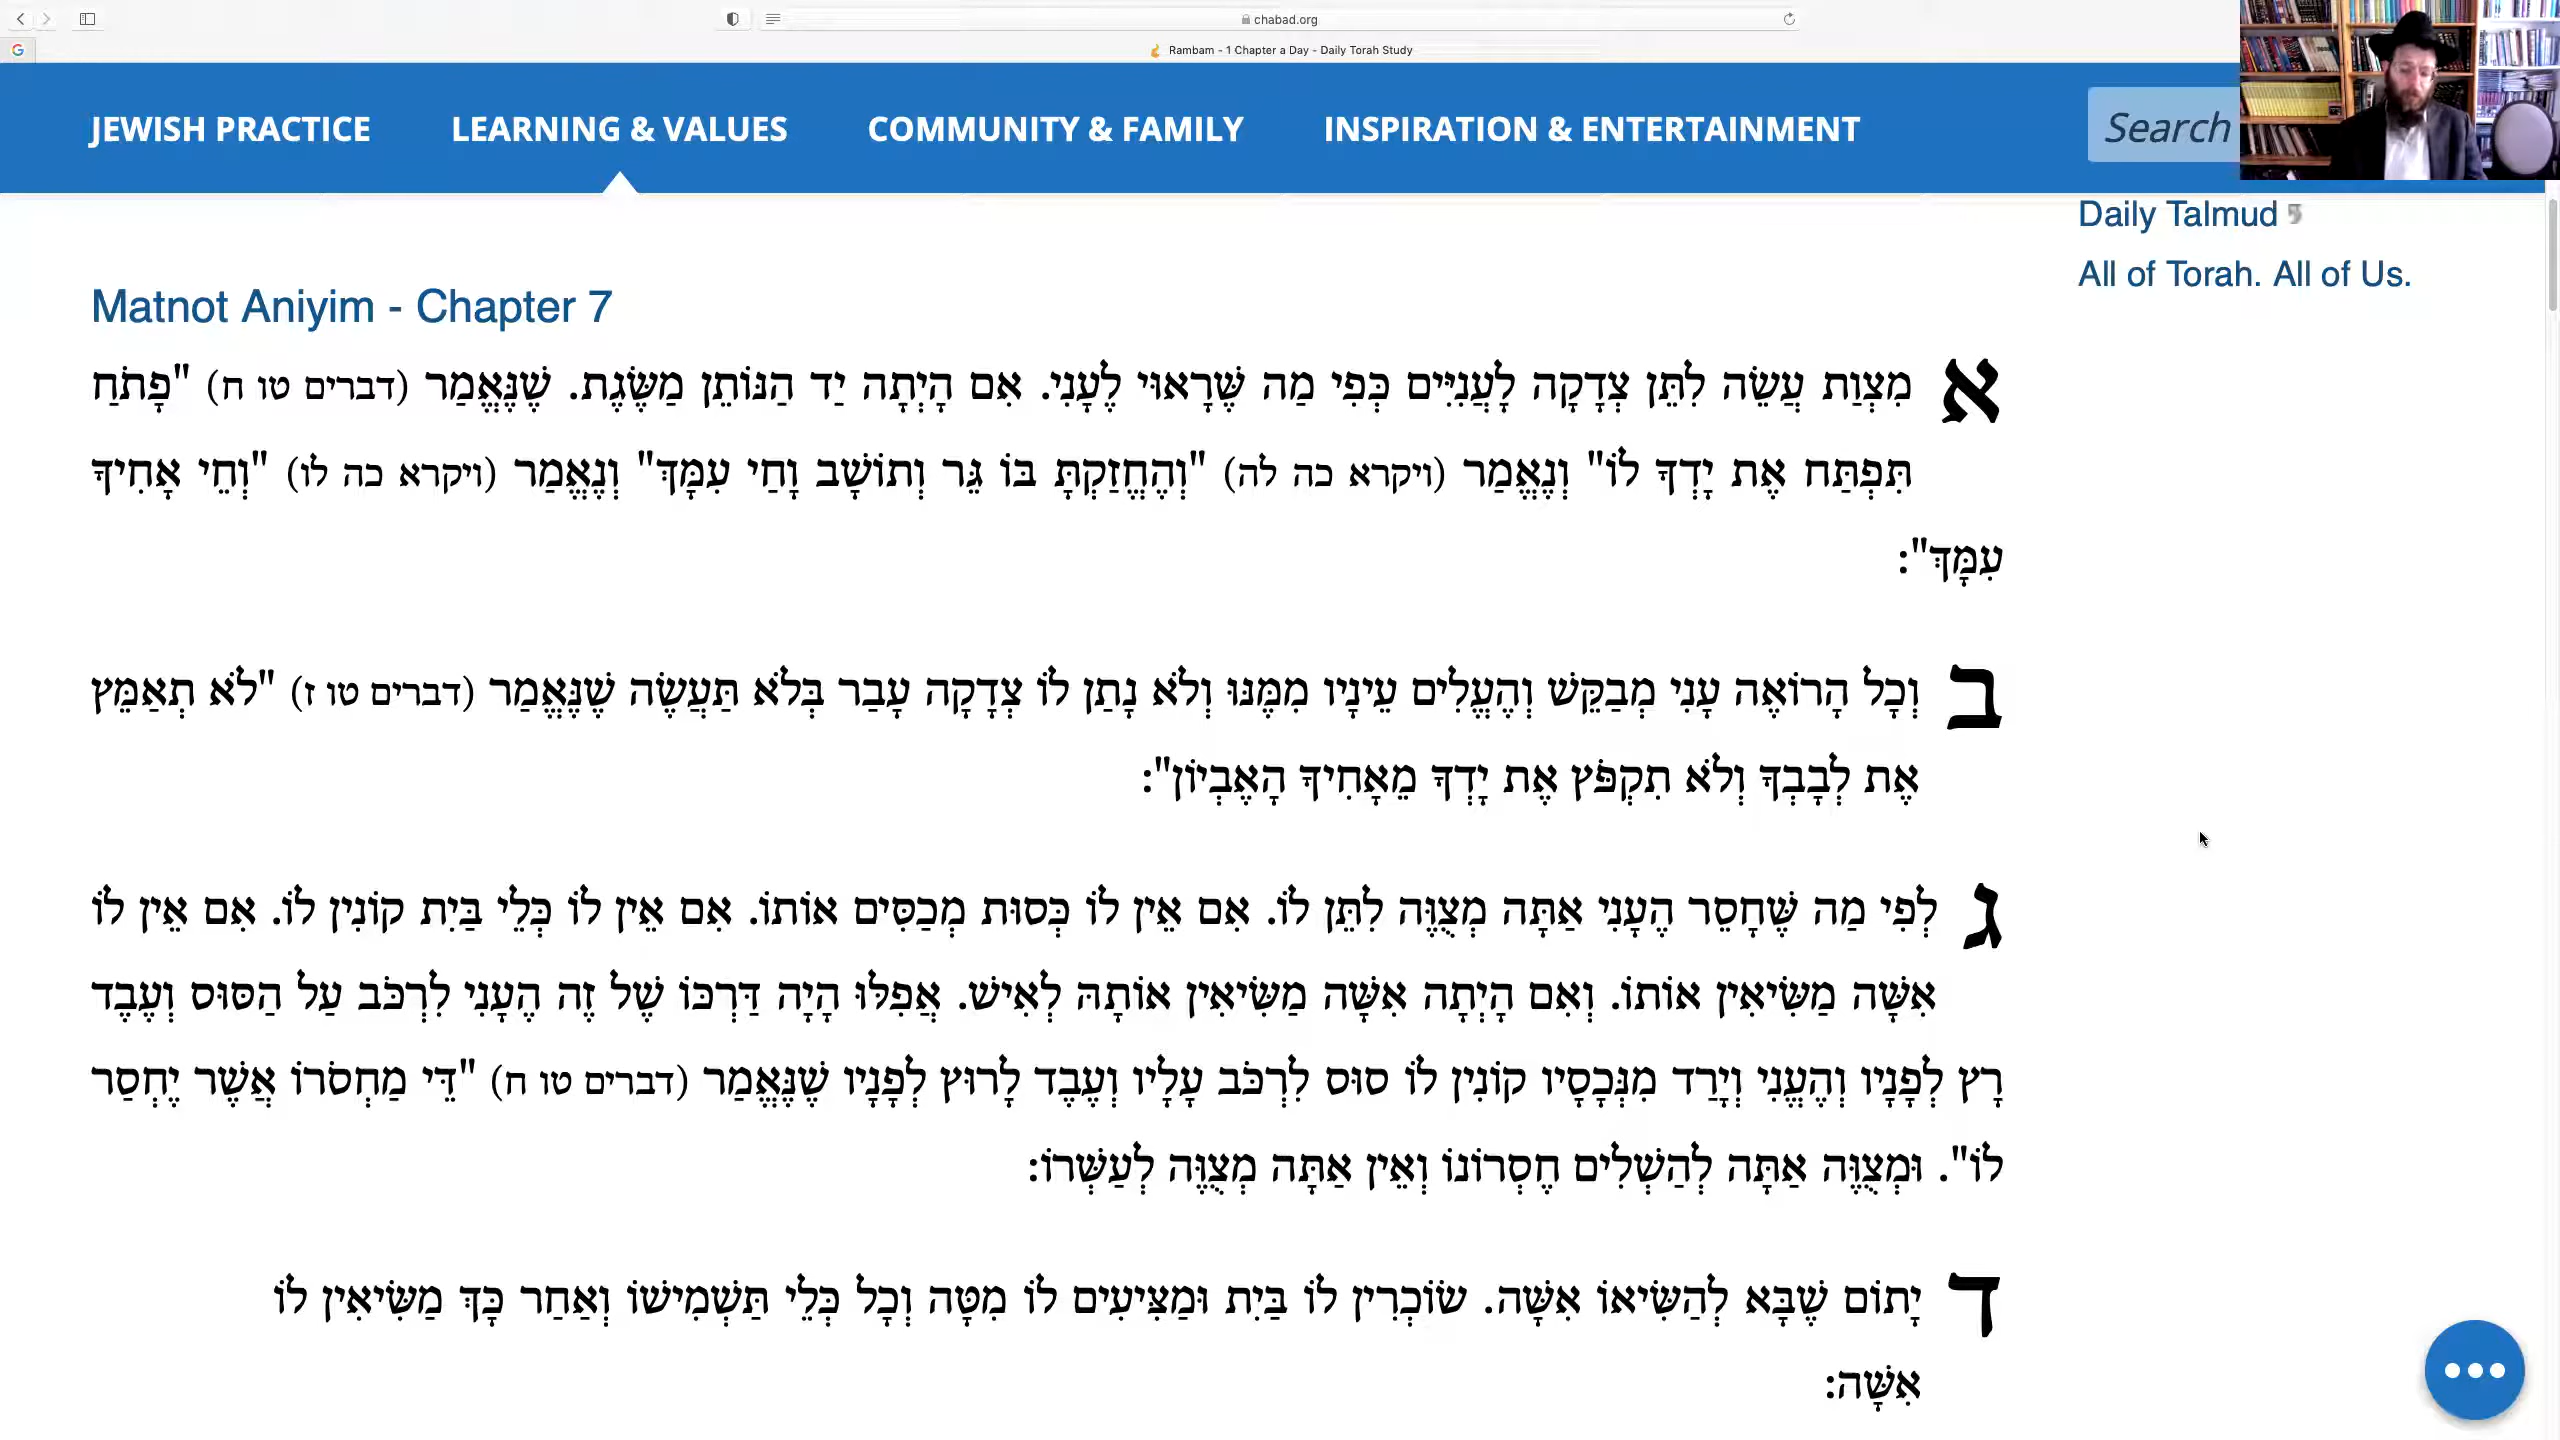 chabad.org
Rambam - 1 Chapter a Day - Daily Torah Study
JEWISH PRACTICE
LEARNING & VALUES
COMMUNITY & FAMILY
INSPIRATION & ENTERTAINMENT
Search
Daily Talmud
All of Torah. All of Us.
Matnot Aniyim - Chapter 7
א מִצְוַת עֲשֵׂה לִתֵּן צְדָקָה לָעֲנִיִּים כְּפִי מַה שֶּׁרָאוּי לֶעָנִי. אִם הָיְתָה יַד הַנּוֹתֵן מַשֶּׂגֶת. שֶׁנֶּאֱמַר (דברים טו ח) "פָתֹחַ
תִּפְתַּח אֶת יָדְךָ לוֹ" וְנֶאֱמַר (ויקרא כה לה) "וְהֶחֱזַקְתָּ בּוֹ גֵּר וְתוֹשָׁב וָחַי עִמָּךְ" וְנֶאֱמַר (ויקרא כה לו) "וְחֵי אָחִיךָ
עִמָּךְ":
ב וְכָל הָרוֹאֶה עָנִי מְבַקֵּשׁ וְהֶעֱלִים עֵינָיו מִמֶּנּוּ וְלֹא נָתַן לוֹ צְדָקָה עָבַר בְּלֹא תַּעֲשֶׂה שֶׁנֶּאֱמַר (דברים טו ז) "לֹא תְאַמֵּץ
אֶת לְבָבְךָ וְלֹא תִקְפֹּץ אֶת יָדְךָ מֵאָחִיךָ הָאֶבְיוֹן":
ג לְפִי מַה שֶּׁחָסֵר הֶעָנִי אַתָּה מְצֻוֶּה לִתֵּן לוֹ. אִם אֵין לוֹ כְּסוּת מְכַסִּים אוֹתוֹ. אִם אֵין לוֹ כְּלֵי בַּיִת קוֹנִין לוֹ. אִם אֵין לוֹ
אִשָּׁה מַשִּׂיאִין אוֹתוֹ. וְאִם הָיְתָה אִשָּׁה מַשִּׂיאִין אוֹתָהּ לְאִישׁ. אֲפִלּוּ הָיָה דַּרְכּוֹ שֶׁל זֶה הֶעָנִי לִרְכֹּב עַל הַסּוּס וְעֶבֶד
רָץ לְפָנָיו וְהֶעֱנִי וְיָרַד מִנְּכָסָיו קוֹנִין לוֹ סוּס לִרְכֹּב עָלָיו וְעֶבֶד לָרוּץ לְפָנָיו שֶׁנֶּאֱמַר (דברים טו ח) "דֵּי מַחְסֹרוֹ אֲשֶׁר יֶחְסַר
לוֹ". וּמְצֻוֶּה אַתָּה לְהַשְׁלִים חֶסְרוֹנוֹ וְאֵין אַתָּה מְצֻוֶּה לְעַשְּׁרוֹ:
ד יָתוֹם שֶׁבָּא לְהַשִּׂיאוֹ אִשָּׁה. שׂוֹכְרִין לוֹ בַּיִת וּמַצִּיעִים לוֹ מִטָּה וְכָל כְּלֵי תַּשְׁמִישׁוֹ וְאַחַר כָּךְ מַשִּׂיאִין לוֹ
אִשָּׁה: